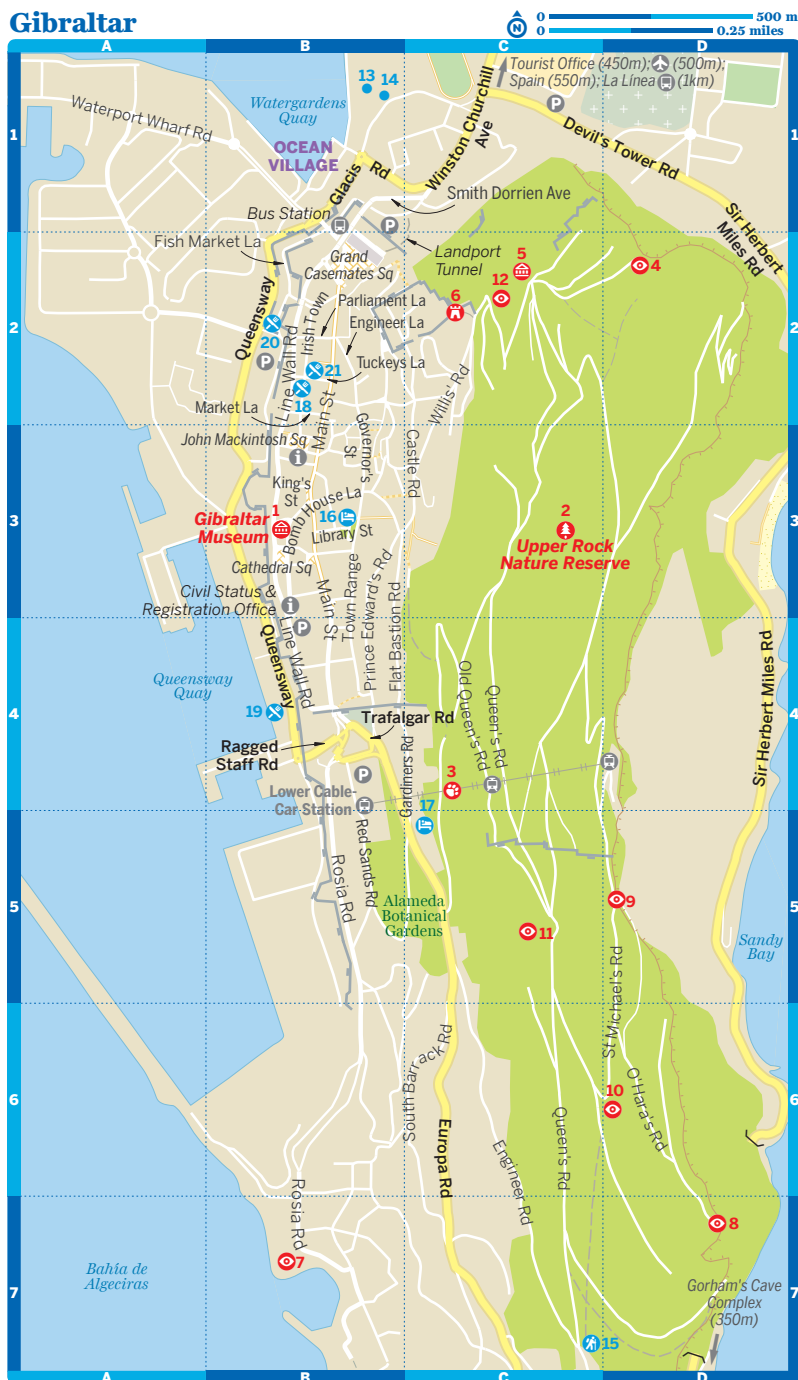 Gibraltar
N
0 500 m
0 0.25 miles
A B C D
Tourist Office (450m); (500m);
Spain (550m); La Línea (1km)
13 14
Watergardens
Quay
P
1 1
Waterport Wharf Rd
OCEAN
VILLAGE
Glacis Rd
Winston Churchill
Ave
Devil's Tower Rd
Smith Dorrien Ave
Bus Station
P
Sir Herbert
Miles Rd
Fish Market La
Grand
Casemates Sq
Landport
Tunnel
5
4
12
6
Parliament La
Queensway
Irish Town
Engineer La
2 2
20
P
Line Wall Rd
21
Tuckeys La
18
Willis' Rd
Market La
Main St
John Mackintosh Sq
Governor's
St
Castle Rd
King's
St
Bomb House La
1
Gibraltar
Museum
16
Library St
2
Upper Rock
Nature Reserve
3 3
Cathedral Sq
Civil Status &
Registration Office
P
Main St
Town Range
Prince Edward's Rd
Flat Bastion Rd
Queensway
Line Wall Rd
Queensway
Quay
Old Queen's Rd
Queen's Rd
Sir Herbert Miles Rd
4 4
19
Trafalgar Rd
Ragged
Staff Rd
Gardiners Rd
P
3
Lower Cable-
Car Station
17
Red Sands Rd
Rosia Rd
Alameda
Botanical
Gardens
5 5
9
11
Sandy
Bay
St Michael's Rd
South Barrack Rd
10
O'Hara's Rd
6 6
Europa Rd
Engineer Rd
Queen's Rd
Rosia Rd
8
7
Bahía de
Algeciras
7 7
Gorham's Cave
Complex
(350m)
15
A B C D